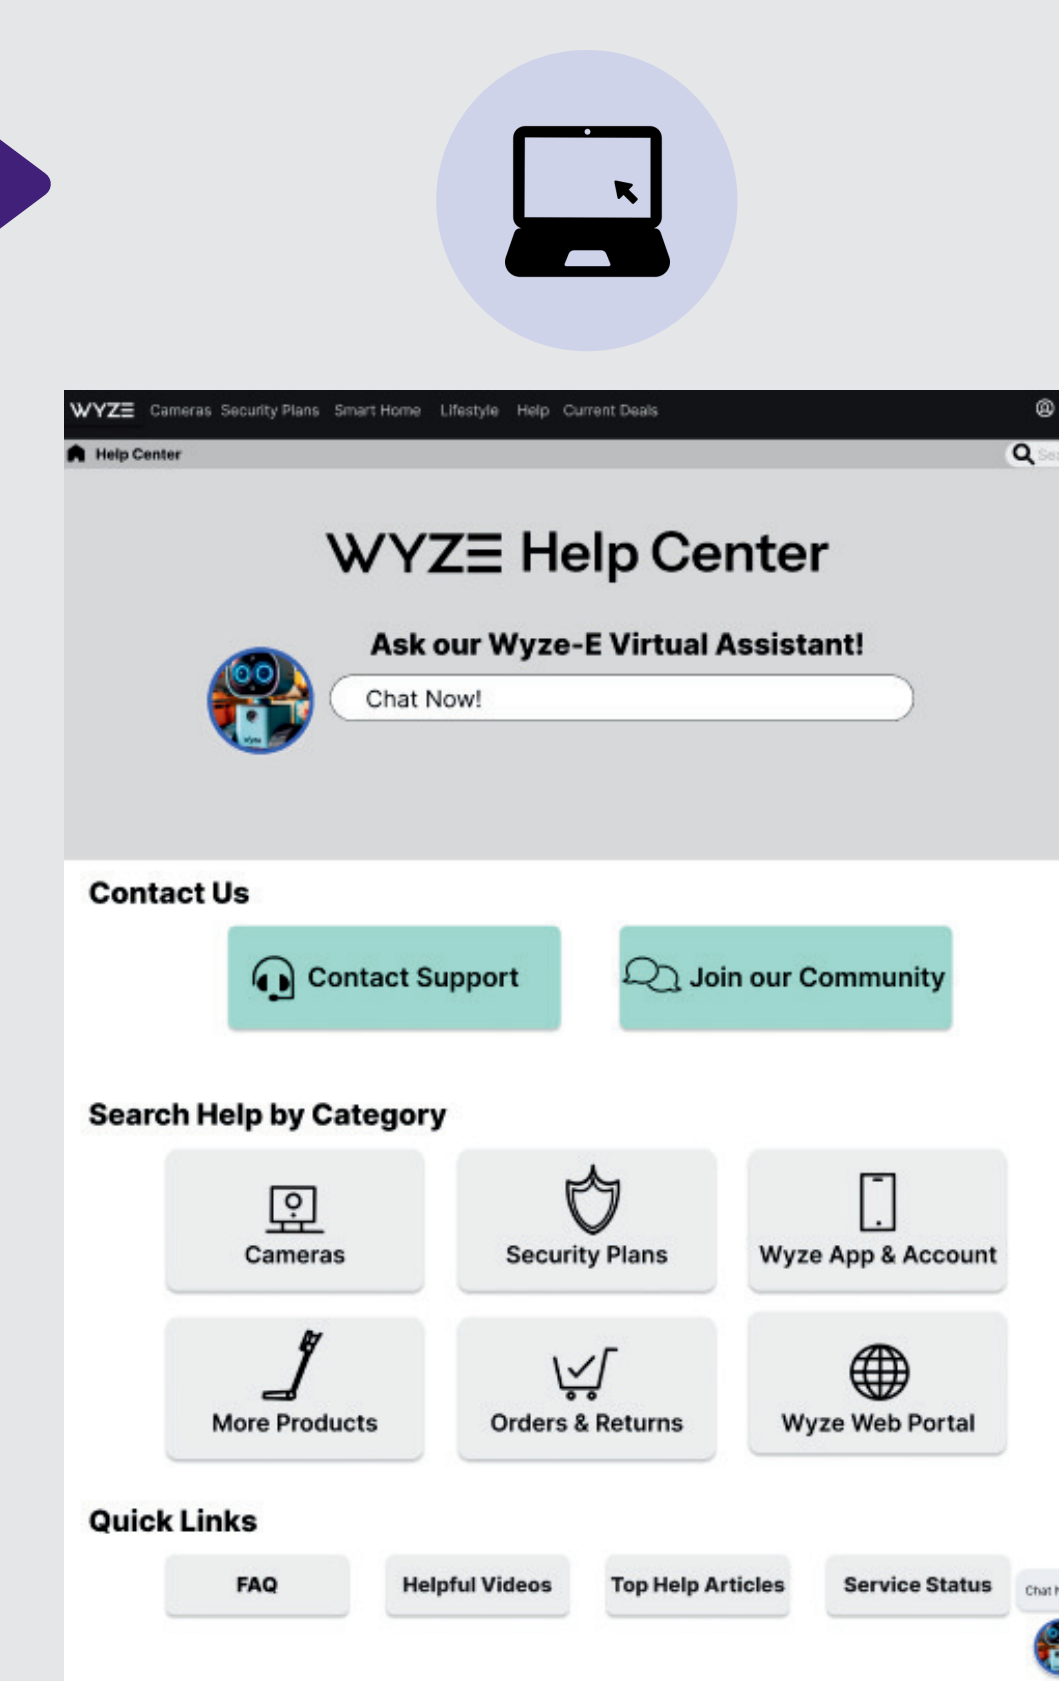 WYZE Cameras Security Plans Smart Home Lifestyle Help Current Deals
Help Center
WYZE Help Center
Ask our Wyze-E Virtual Assistant!
Chat Now!
wyze
Contact Us
Contact Support
Join our Community
Search Help by Category
Cameras
Security Plans
Wyze App & Account
More Products
Orders & Returns
Wyze Web Portal
Quick Links
FAQ
Helpful Videos
Top Help Articles
Service Status
Chat